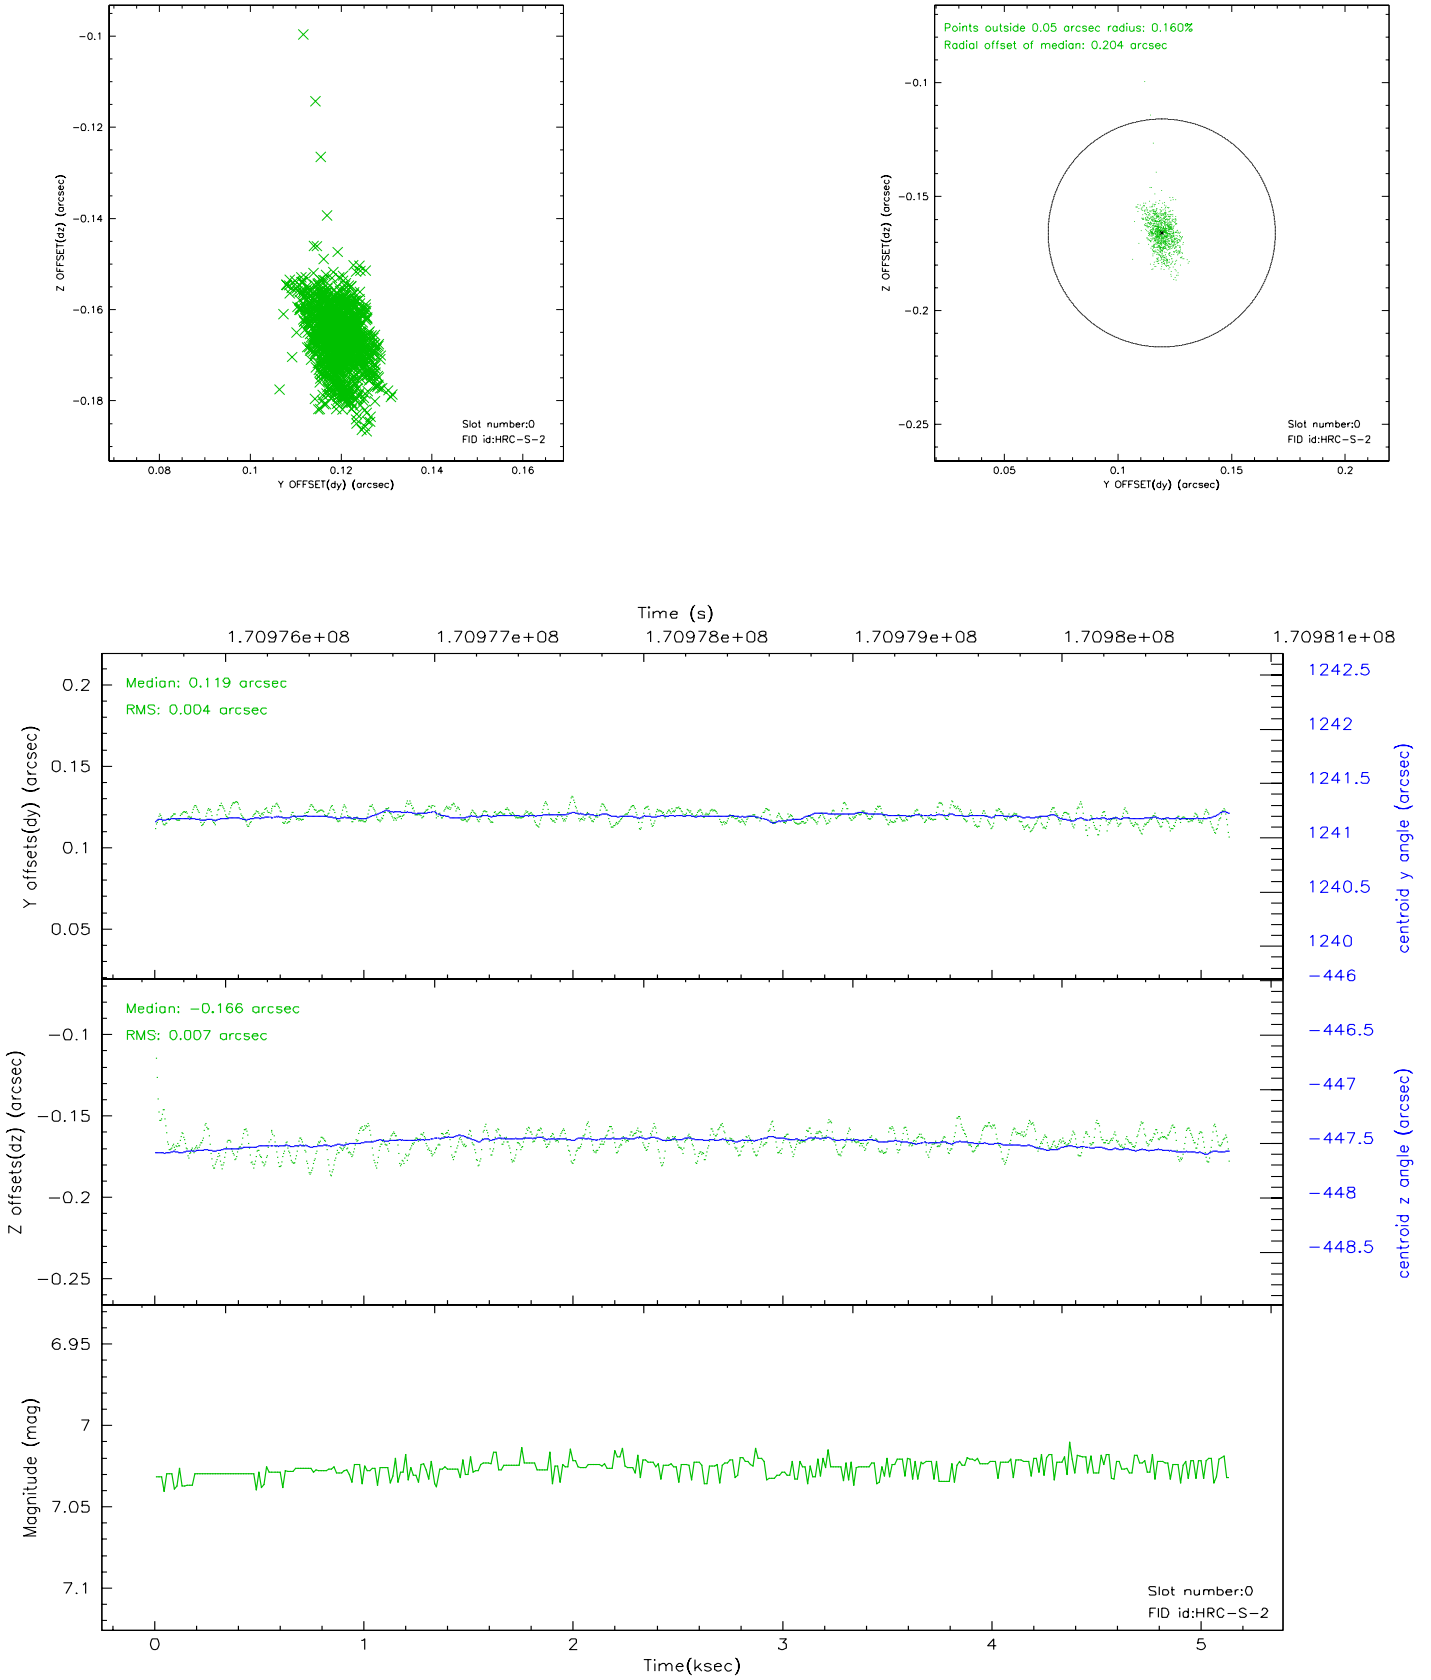 -0.1
-0.12
-0.14
-0.16
-0.18
Z OFFSET(dz) (arcsec)
Slot number:0
FID id:HRC-S-2
0.08 0.1 0.12 0.14 0.16
Y OFFSET(dy) (arcsec)
Points outside 0.05 arcsec radius: 0.160%
Radial offset of median: 0.204 arcsec
-0.1
-0.15
-0.2
-0.25
Z OFFSET(dz) (arcsec)
Slot number:0
FID id:HRC-S-2
0.05 0.1 0.15 0.2
Y OFFSET(dy) (arcsec)
Time (s)
1.70976e+08 1.70977e+08 1.70978e+08 1.70979e+08 1.7098e+08 1.70981e+08
Median: 0.119 arcsec
RMS: 0.004 arcsec
0.2
0.15
0.1
0.05
Y offsets(dy) (arcsec)
1242.5
1242
1241.5
1241
1240.5
1240
centroid y angle (arcsec)
Median: -0.166 arcsec
RMS: 0.007 arcsec
-0.1
-0.15
-0.2
-0.25
Z offsets(dz) (arcsec)
-446
-446.5
-447
-447.5
-448
-448.5
centroid z angle (arcsec)
6.95
7
7.05
7.1
Magnitude (mag)
Slot number:0
FID id:HRC-S-2
0 1 2 3 4 5
Time(ksec)